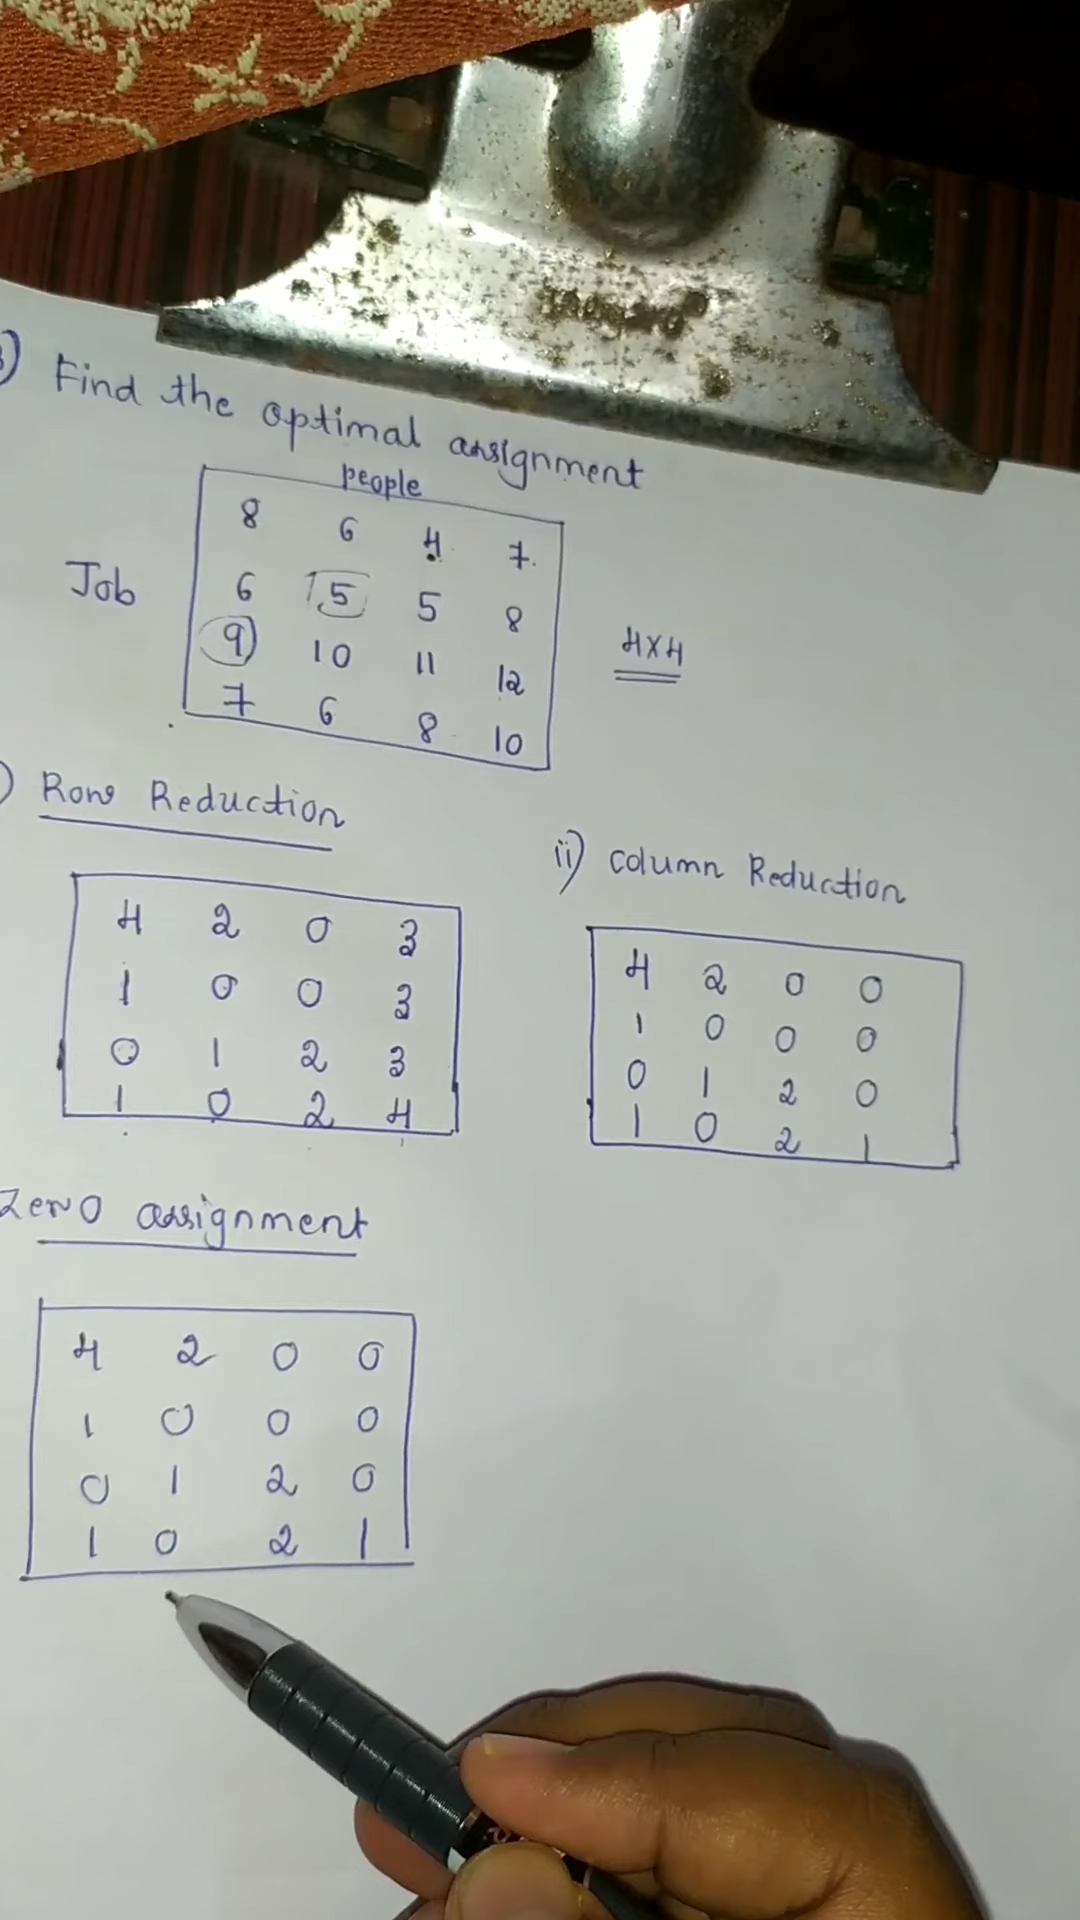 3) Find the optimal assignment
people
Job
8 6 4 7
6 5 5 8
9 10 11 12
7 6 8 10
4x4
) Row Reduction
4 2 0 3
1 0 0 3
0 1 2 3
1 0 2 4
ii) Column Reduction
4 2 0 0
1 0 0 0
0 1 2 0
1 0 2 1
Zero assignment
4 2 0 0
1 0 0 0
0 1 2 0
1 0 2 1